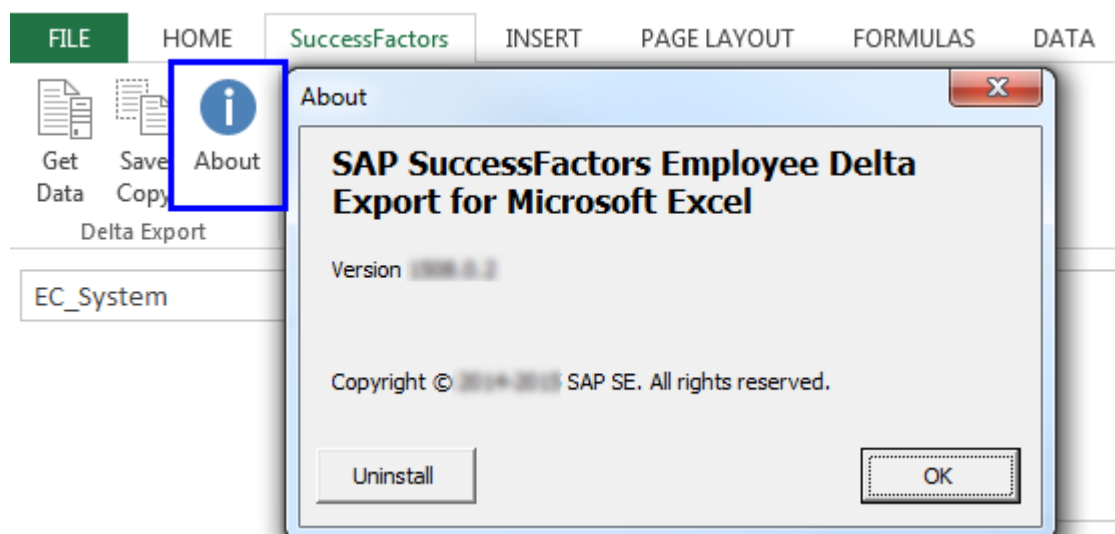 FILE HOME SuccessFactors INSERT PAGE LAYOUT FORMULAS DATA
Get Data
Save Copy
About
Delta Export
EC_System
About
SAP SuccessFactors Employee Delta
Export for Microsoft Excel
Version
Copyright © SAP SE. All rights reserved.
Uninstall OK